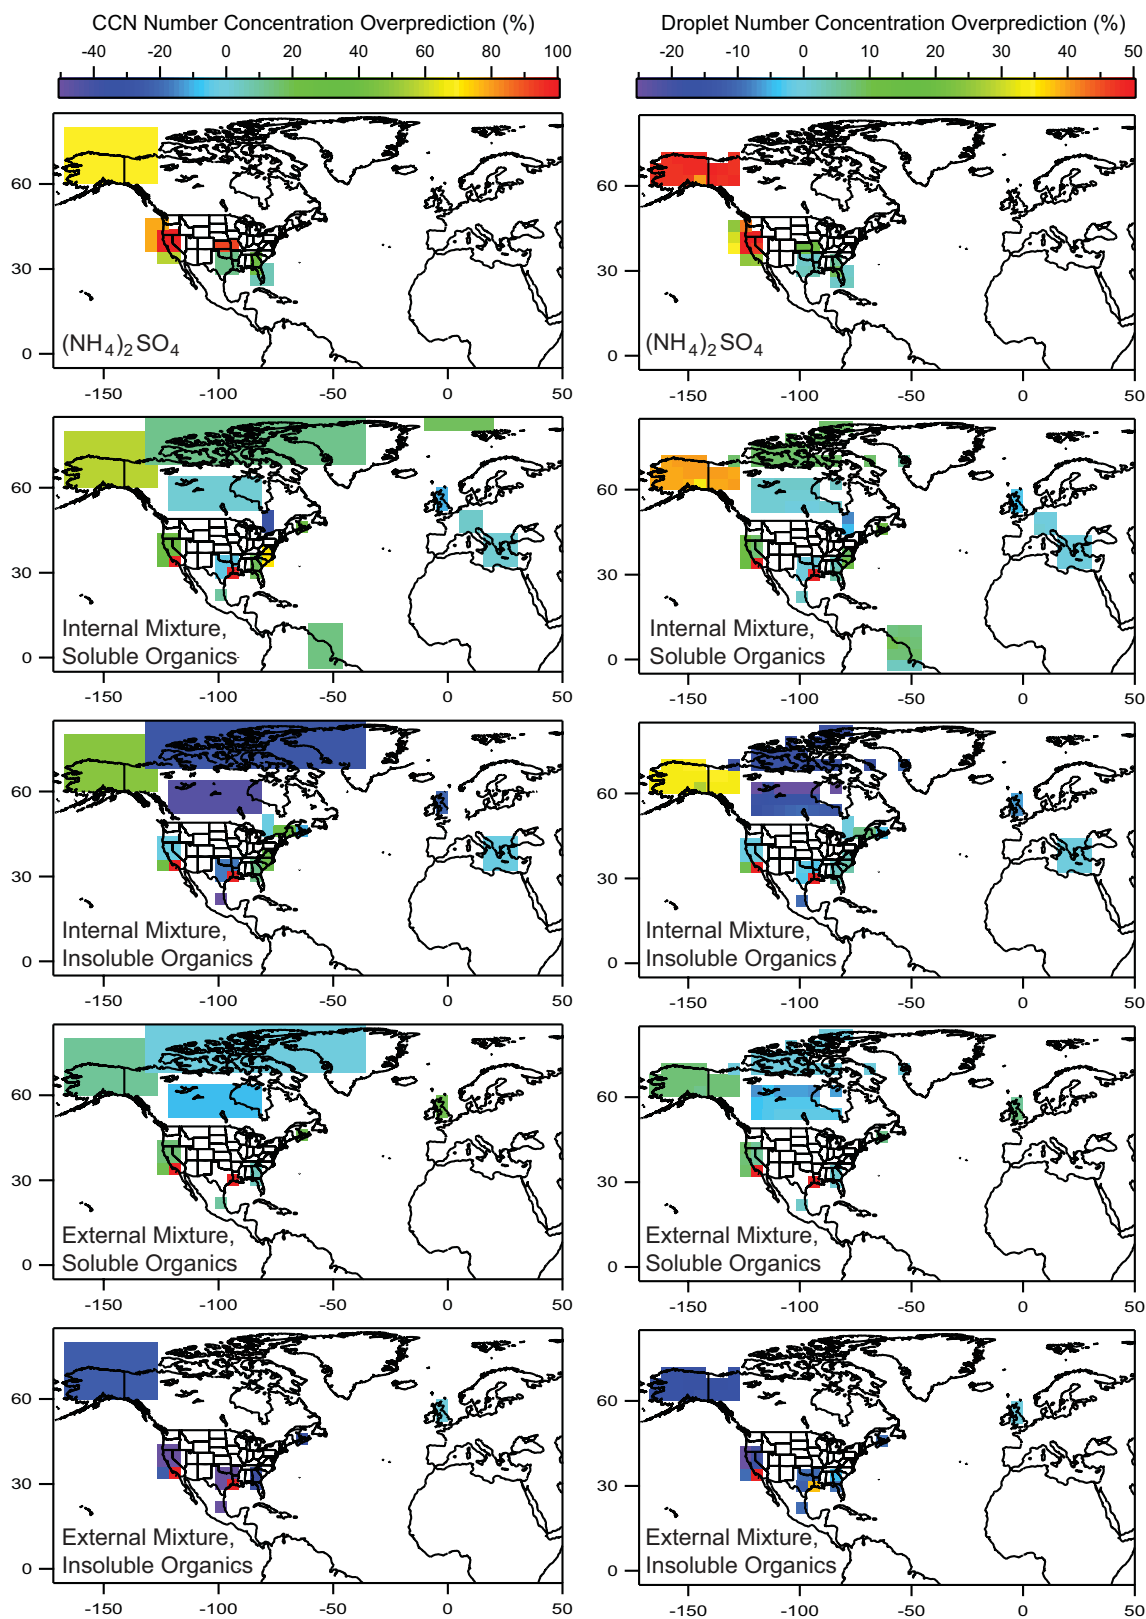 CCN Number Concentration Overprediction (%)
-40 -20 0 20 40 60 80 100
Droplet Number Concentration Overprediction (%)
-20 -10 0 10 20 30 40 50
60
30
0
(NH4)2SO4
-150 -100 -50 0 50
60
30
0
(NH4)2SO4
-150 -100 -50 0 50
60
30
0
Internal Mixture,
Soluble Organics
-150 -100 -50 0 50
60
30
0
Internal Mixture,
Soluble Organics
-150 -100 -50 0 50
60
30
0
Internal Mixture,
Insoluble Organics
-150 -100 -50 0 50
60
30
0
Internal Mixture,
Insoluble Organics
-150 -100 -50 0 50
60
30
0
External Mixture,
Soluble Organics
-150 -100 -50 0 50
60
30
0
External Mixture,
Soluble Organics
-150 -100 -50 0 50
60
30
0
External Mixture,
Insoluble Organics
-150 -100 -50 0 50
60
30
0
External Mixture,
Insoluble Organics
-150 -100 -50 0 50